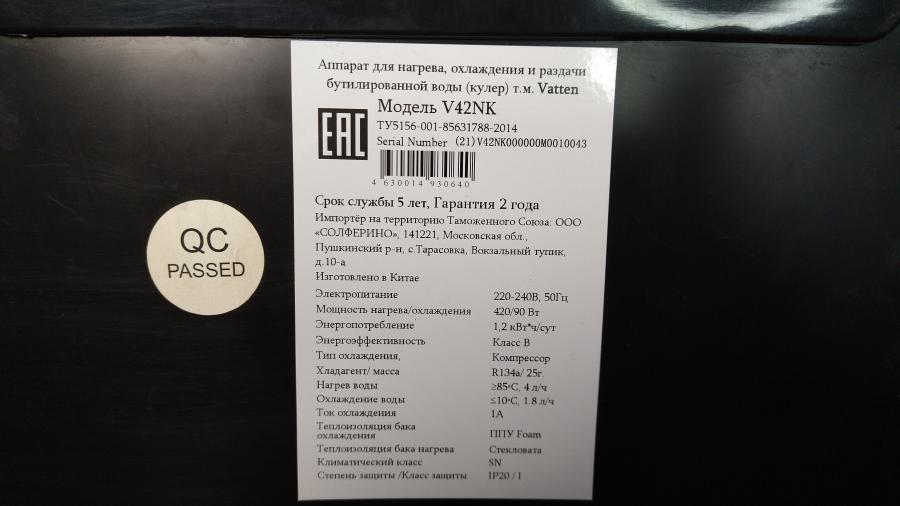 Аппарат для нагрева, охлаждения и раздачи
бутилированной воды (кулер) т.м. Vatten
EAC
Модель V42NK
ТУ5156-001-85631788-2014
Serial Number (21)V42NK000000M0010043
4 630014 930640
Срок службы 5 лет, Гарантия 2 года
Импортёр на территорию Таможенного Союза: ООО
«СОЛФЕРИНО», 141221, Московская обл.,
Пушкинский р-н, с.Тарасовка, Вокзальный тупик,
д.10-а
Изготовлено в Китае
Электропитание 220-240В, 50Гц
Мощность нагрева/охлаждения 420/90 Вт
Энергопотребление 1,2 кВт*ч/сут
Энергоэффективность Класс В
Тип охлаждения, Компрессор
Хладагент/ масса R134a/ 25г.
Нагрев воды ≥85°С, 4 л/ч
Охлаждение воды ≤10°С, 1.8 л/ч
Ток охлаждения 1А
Теплоизоляция бака
охлаждения ППУ Foam
Теплоизоляция бака нагрева Стекловата
Климатический класс SN
Степень защиты /Класс защиты IP20 / I
QC
PASSED